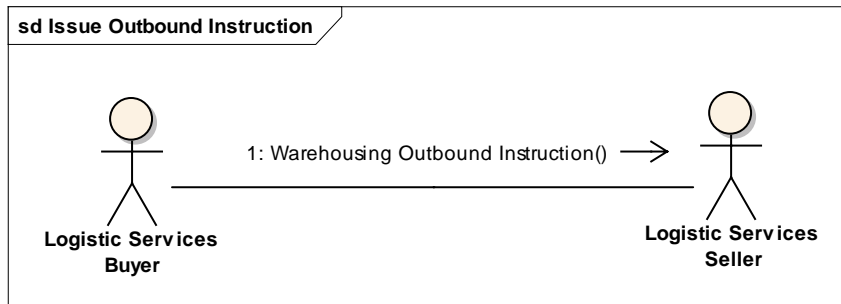 sd Issue Outbound Instruction
1: Warehousing Outbound Instruction()
Logistic Services
Buyer
Logistic Services
Seller